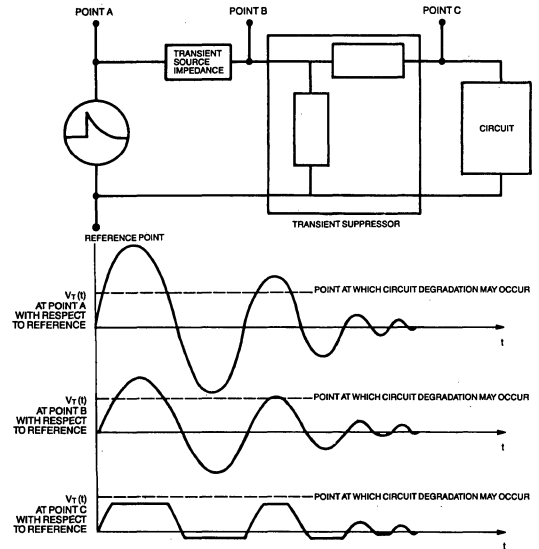 POINT A
POINT B
POINT C
TRANSIENT
SOURCE
IMPEDANCE
CIRCUIT
TRANSIENT SUPPRESSOR
REFERENCE POINT
VT (t)
AT POINT A
WITH RESPECT
TO REFERENCE
POINT AT WHICH CIRCUIT DEGRADATION MAY OCCUR
t
VT (t)
AT POINT B
WITH RESPECT
TO REFERENCE
POINT AT WHICH CIRCUIT DEGRADATION MAY OCCUR
t
VT (t)
AT POINT C
WITH RESPECT
TO REFERENCE
POINT AT WHICH CIRCUIT DEGRADATION MAY OCCUR
t